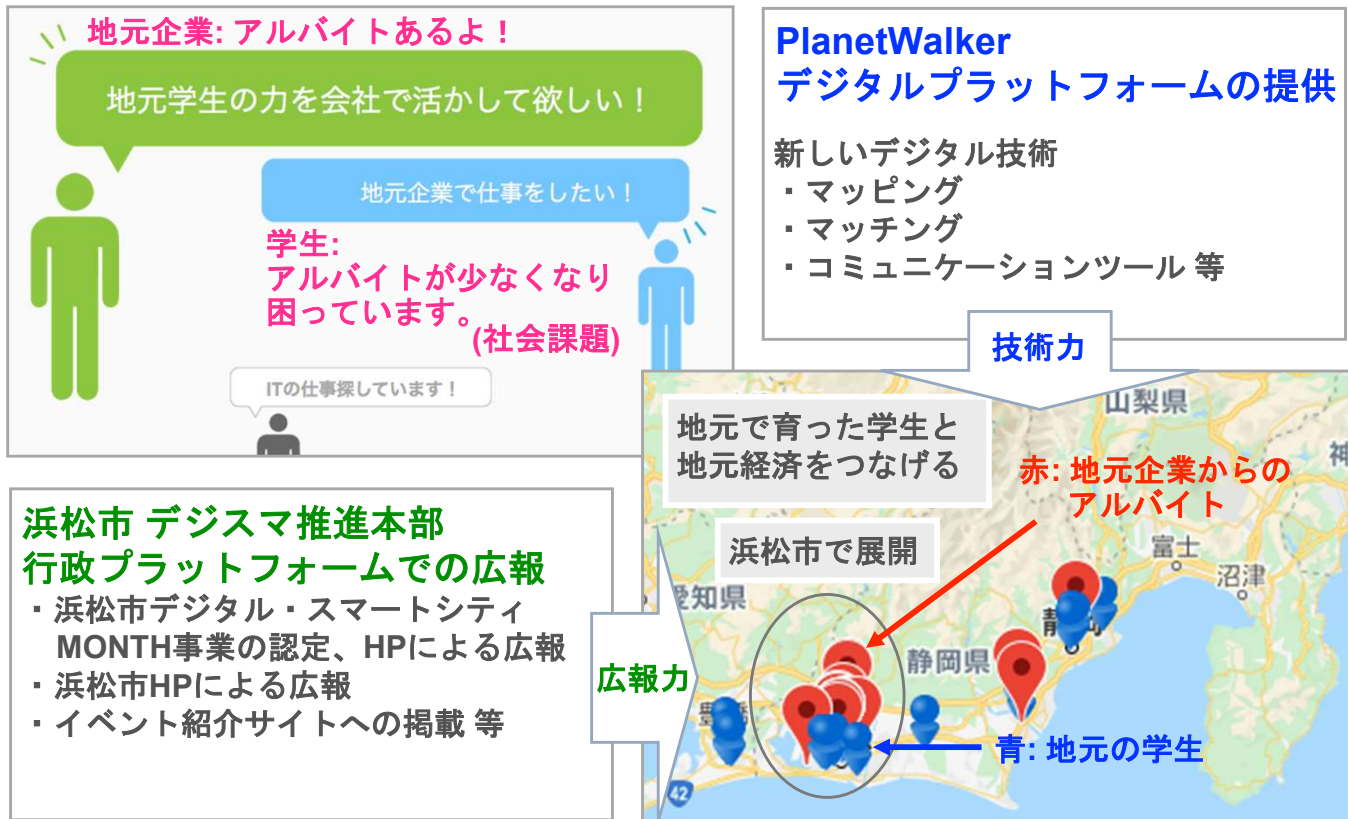 地元企業: アルバイトあるよ！
地元学生の力を会社で活かして欲しい！
地元企業で仕事をしたい！
学生:
アルバイトが少なくなり
困っています。
(社会課題)
ITの仕事探しています！
PlanetWalker
デジタルプラットフォームの提供
新しいデジタル技術
・マッピング
・マッチング
・コミュニケーションツール 等
技術力
浜松市 デジスマ推進本部
行政プラットフォームでの広報
・浜松市デジタル・スマートシティ
MONTH事業の認定、HPによる広報
・浜松市HPによる広報
・イベント紹介サイトへの掲載 等
広報力
地元で育った学生と
地元経済をつなげる
浜松市で展開
赤: 地元企業からの
アルバイト
青: 地元の学生
山梨県
神
富士
沼津
愛知県
静岡県
42